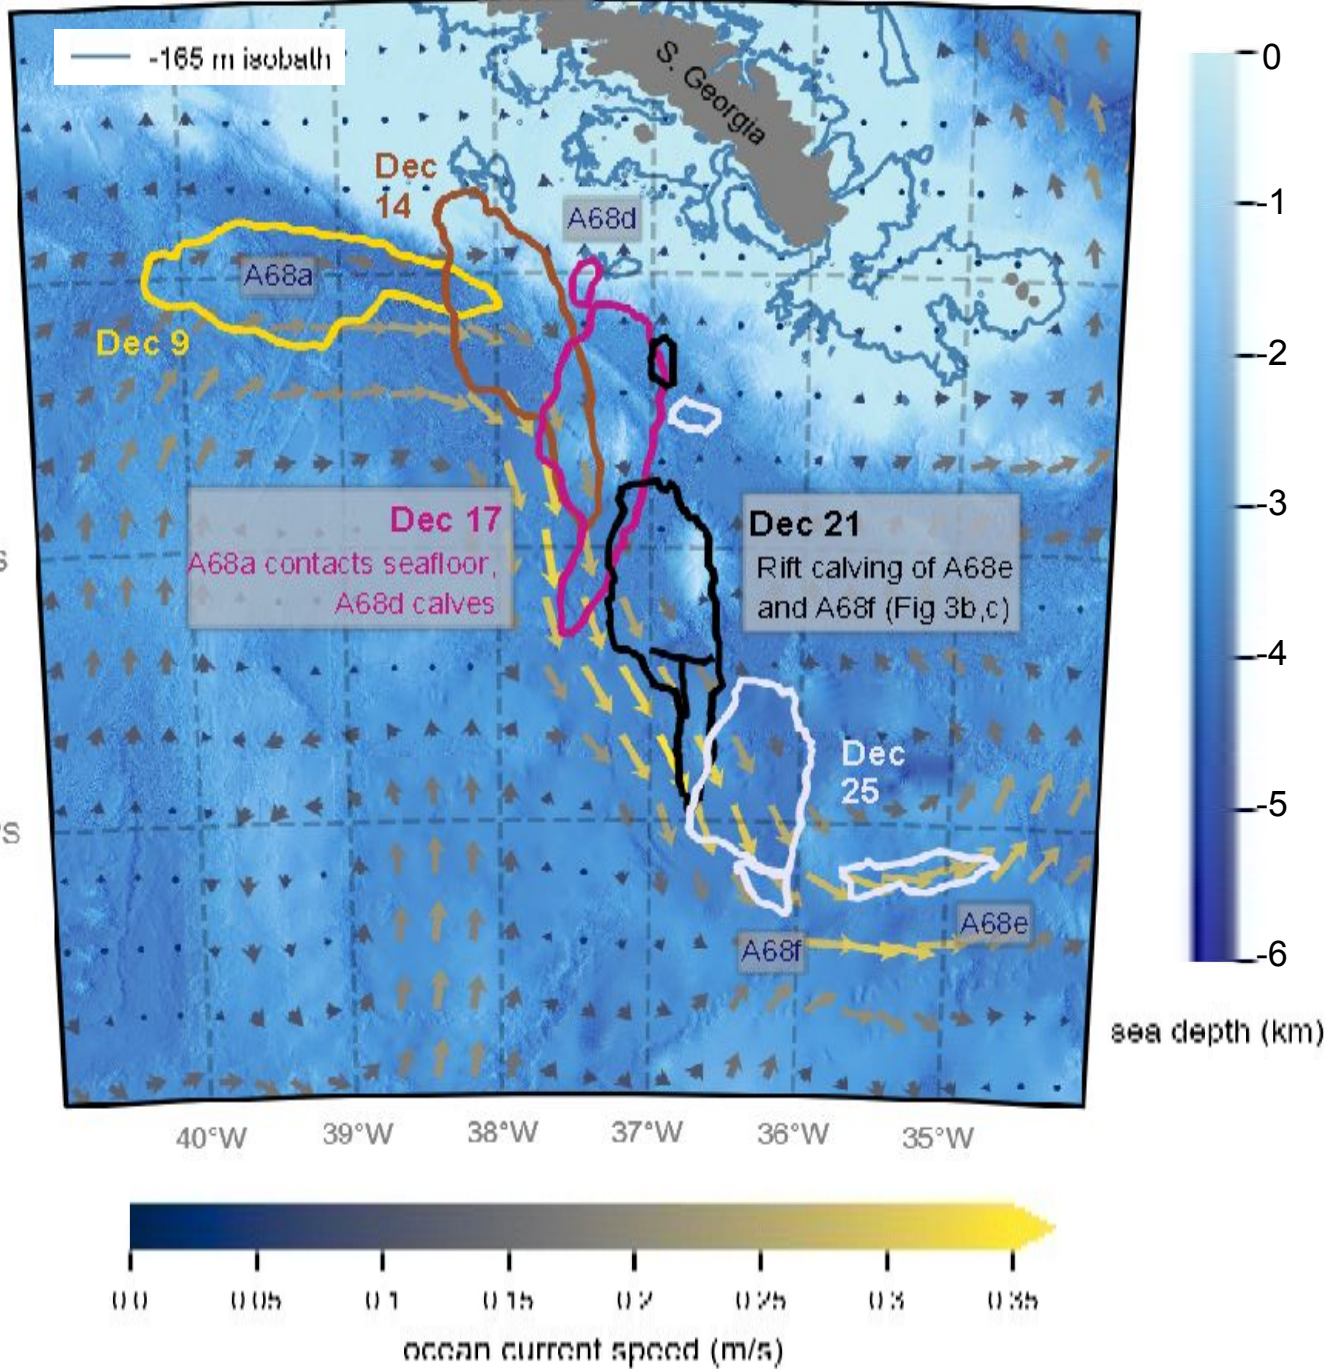 -165 m isobath
S. Georgia
Dec
14
A68d
A68a
Dec 9
Dec 17
A68a contacts seafloor,
A68d calves
Dec 21
Rift calving of A68e
and A68f (Fig 3b,c)
Dec
25
A68e
A68f
S
°S
0
-1
-2
-3
-4
-5
-6
sea depth (km)
40°W 39°W 38°W 37°W 36°W 35°W
0.0 0.05 0.1 0.15 0.2 0.25 0.3 0.35
ocean current speed (m/s)